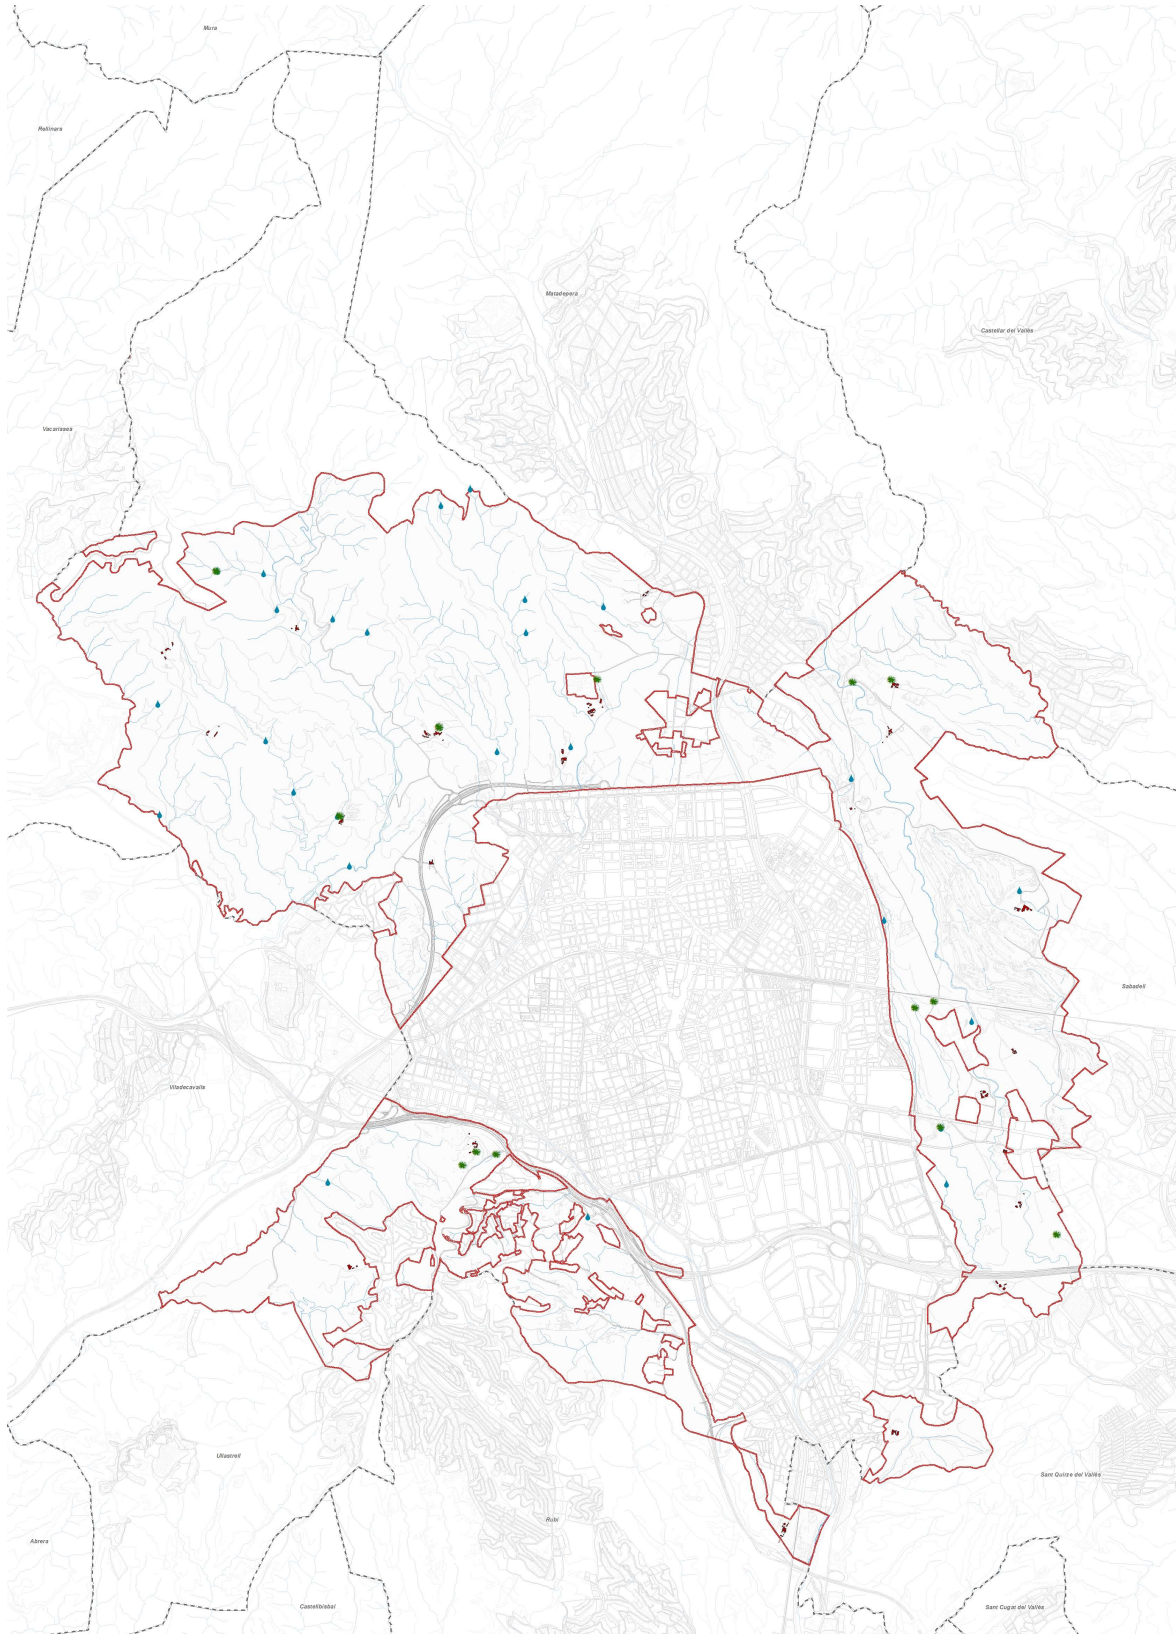 Mura
Rellinars
Matadepera
Castellar del Vallès
Vacarisses
Sabadell
Viladecavalls
Ullastrell
Sant Quirze del Vallès
Rubí
Abrera
Castellbisbal
Sant Cugat del Vallès